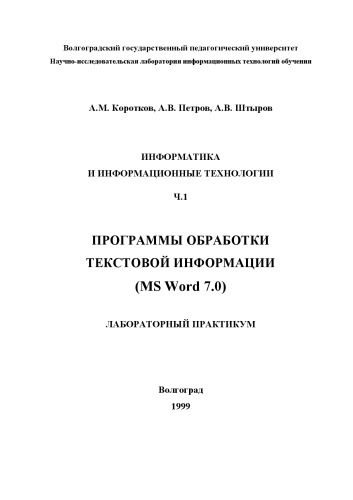 Волгоградский государственный педагогический университет
Научно-исследовательская лаборатория информационных технологий обучения
А.М. Коротков, А.В. Петров, А.В. Штыров
ИНФОРМАТИКА
И ИНФОРМАЦИОННЫЕ ТЕХНОЛОГИИ
Ч.1
ПРОГРАММЫ ОБРАБОТКИ
ТЕКСТОВОЙ ИНФОРМАЦИИ
(MS Word 7.0)
ЛАБОРАТОРНЫЙ ПРАКТИКУМ
Волгоград
1999